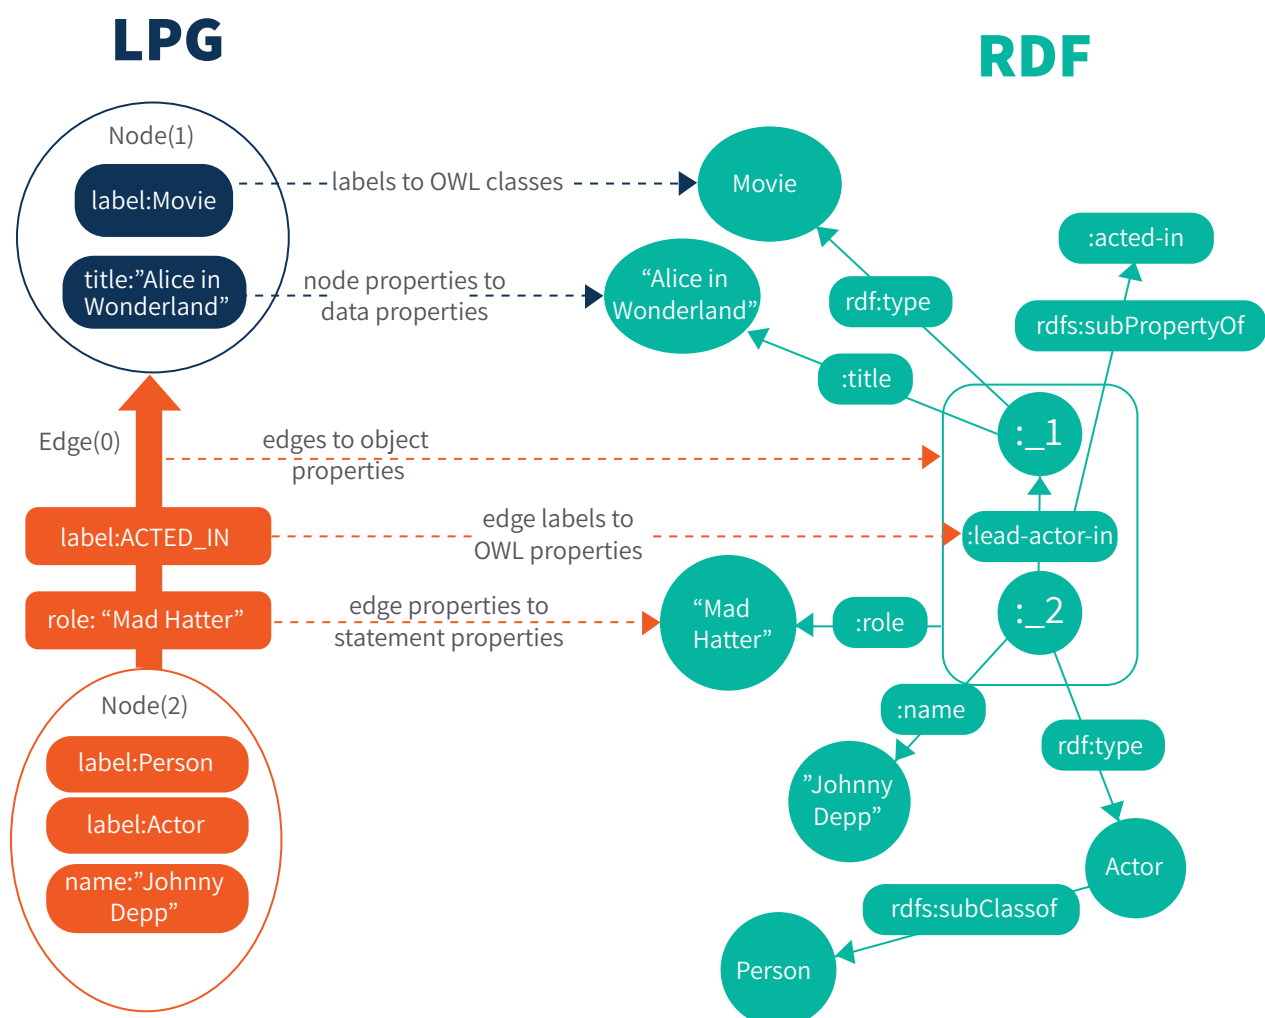 LPG
RDF
Node(1)
label:Movie
labels to OWL classes
Movie
:acted-in
title:”Alice in
Wonderland”
node properties to
data properties
“Alice in
Wonderland”
rdf:type
rdfs:subPropertyOf
:title
Edge(0)
edges to object
properties
:_1
label:ACTED_IN
edge labels to
OWL properties
:lead-actor-in
role: “Mad Hatter”
edge properties to
statement properties
“Mad
Hatter”
:role
:_2
Node(2)
label:Person
label:Actor
name:”Johnny
Depp”
:name
rdf:type
”Johnny
Depp”
Actor
rdfs:subClassof
Person